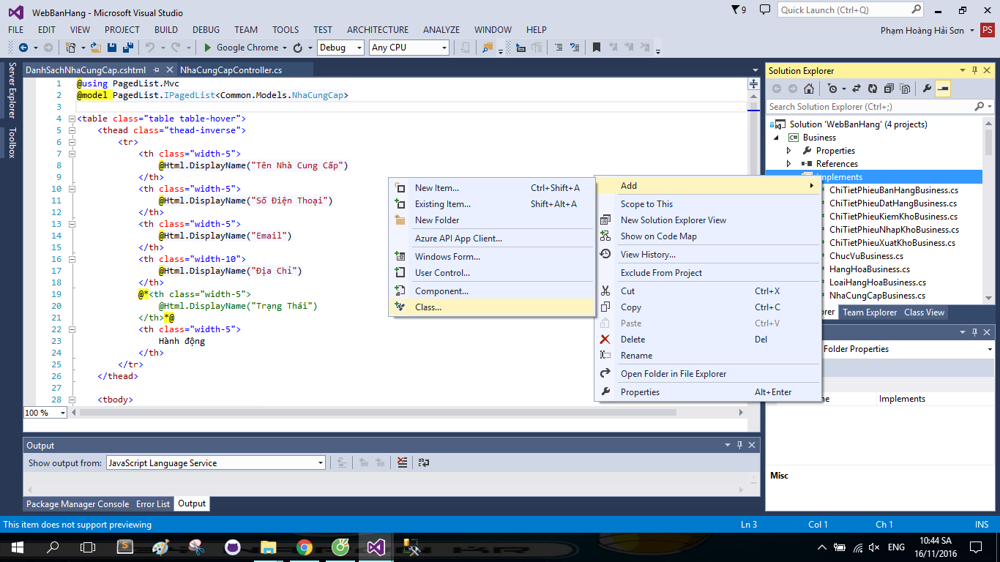 WebBanHang - Microsoft Visual Studio
9
Quick Launch (Ctrl+Q)
FILE EDIT VIEW PROJECT BUILD DEBUG TEAM TOOLS TEST ARCHITECTURE ANALYZE WINDOW HELP
Phạm Hoàng Hải Sơn PS
Google Chrome Debug Any CPU
Server Explorer
Toolbox
DanhSachNhaCungCap.cshtml NhaCungCapController.cs
1 @using PagedList.Mvc
2 @model PagedList.IPagedList<Common.Models.NhaCungCap>
3
4 <table class="table table-hover">
5 <thead class="thead-inverse">
6 <tr>
7 <th class="width-5">
8 @Html.DisplayName("Tên Nhà Cung Cấp")
9 </th>
10 <th class="width-5">
11 @Html.DisplayName("Số Điện Thoại")
12 </th>
13 <th class="width-5">
14 @Html.DisplayName("Email")
15 </th>
16 <th class="width-10">
17 @Html.DisplayName("Địa Chỉ")
18 </th>
19 @*<th class="width-5">
20 @Html.DisplayName("Trạng Thái")
21 </th>*@
22 <th class="width-5">
23 Hành động
24 </th>
25 </tr>
26 </thead>
27
28 <tbody>
100 %
New Item... Ctrl+Shift+A
Existing Item... Shift+Alt+A
New Folder
Azure API App Client...
Windows Form...
User Control...
Component...
Class...
Add
Scope to This
New Solution Explorer View
Show on Code Map
View History...
Exclude From Project
Cut Ctrl+X
Copy Ctrl+C
Paste Ctrl+V
Delete Del
Rename
Open Folder in File Explorer
Properties Alt+Enter
Solution Explorer
Search Solution Explorer (Ctrl+;)
Solution 'WebBanHang' (4 projects)
C# Business
Properties
References
Implements
ChiTietPhieuBanHangBusiness.cs
ChiTietPhieuDatHangBusiness.cs
ChiTietPhieuKiemKhoBusiness.cs
ChiTietPhieuNhapKhoBusiness.cs
ChiTietPhieuXuatKhoBusiness.cs
ChucVuBusiness.cs
HangHoaBusiness.cs
LoaiHangHoaBusiness.cs
NhaCungCapBusiness.cs
Team Explorer Class View
Folder Properties
Implements
Misc
Output
Show output from: JavaScript Language Service
Package Manager Console Error List Output
This item does not support previewing Ln 3 Col 1 Ch 1 INS
ENG
10:44 SA
16/11/2016